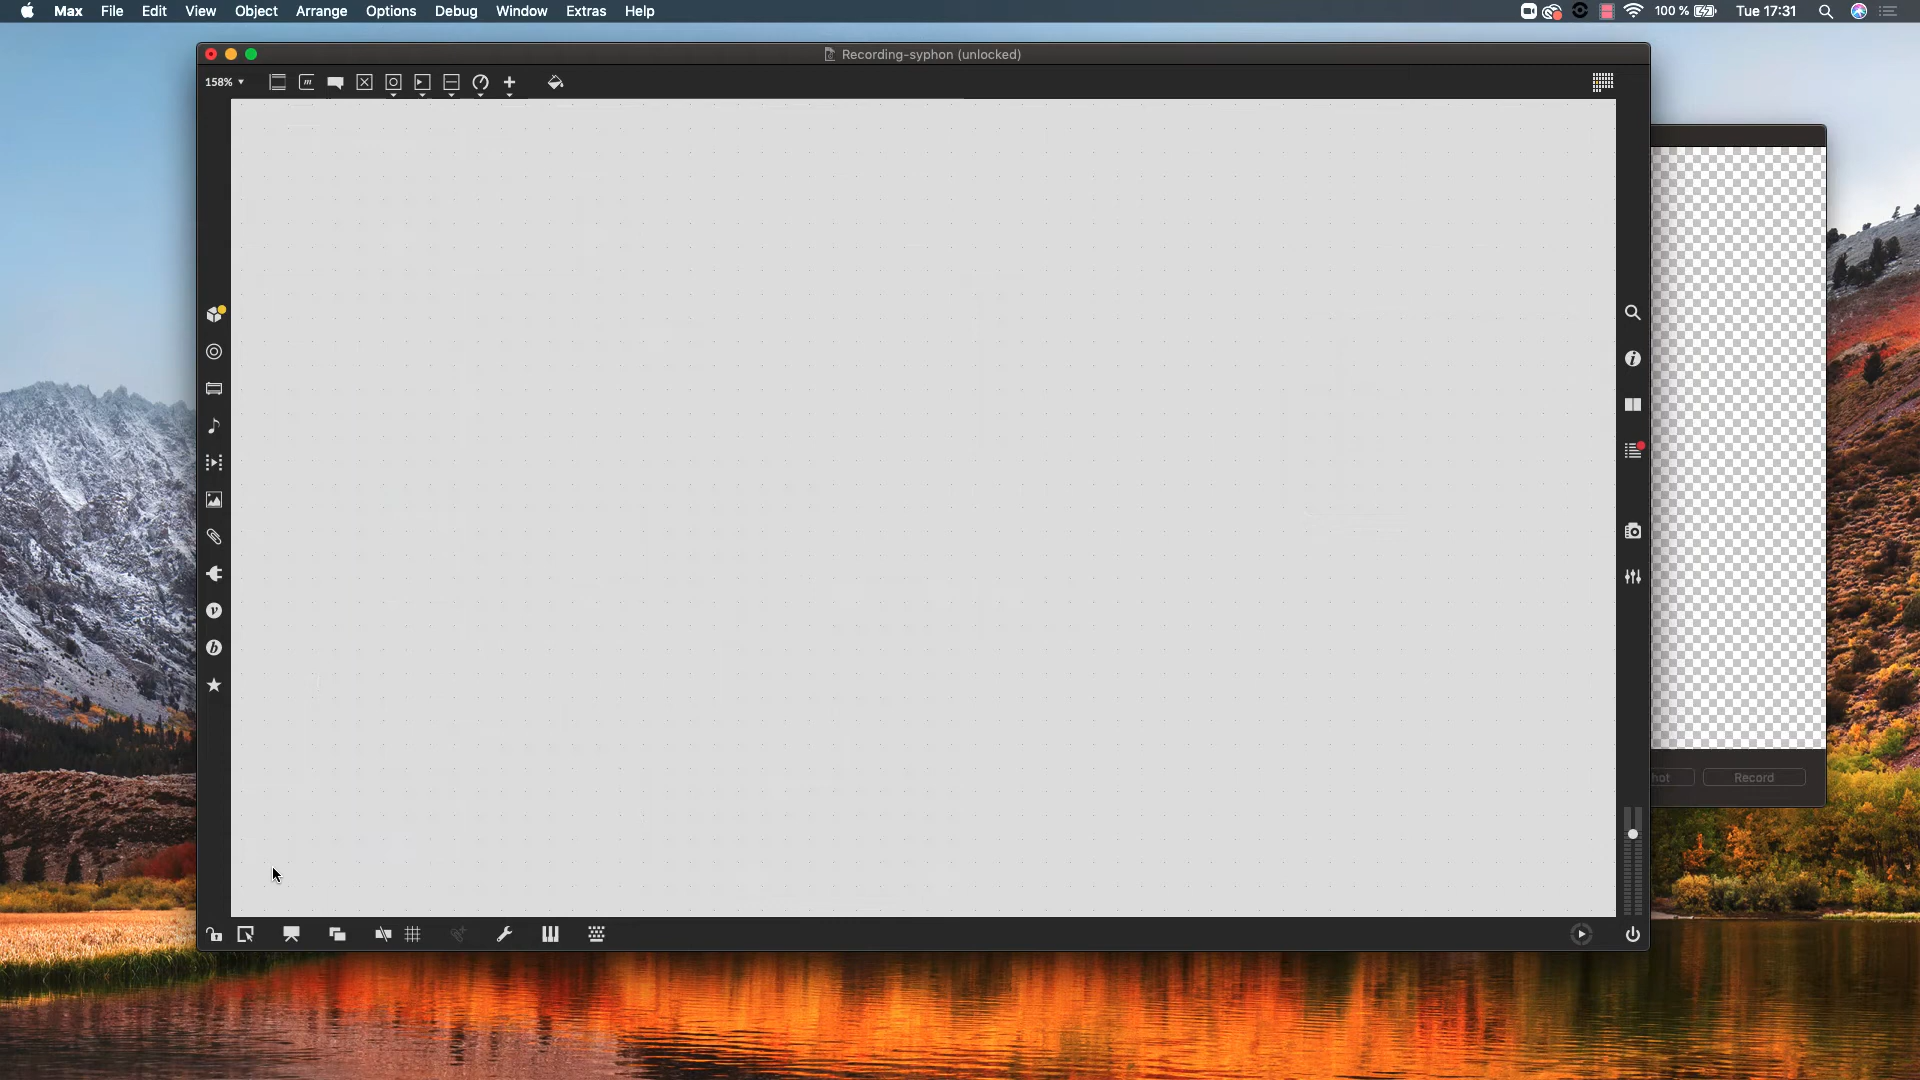 Max File Edit View Object Arrange Options Debug Window Extras Help 100 % Tue 17:31
Recording-syphon (unlocked)
158%
hot Record